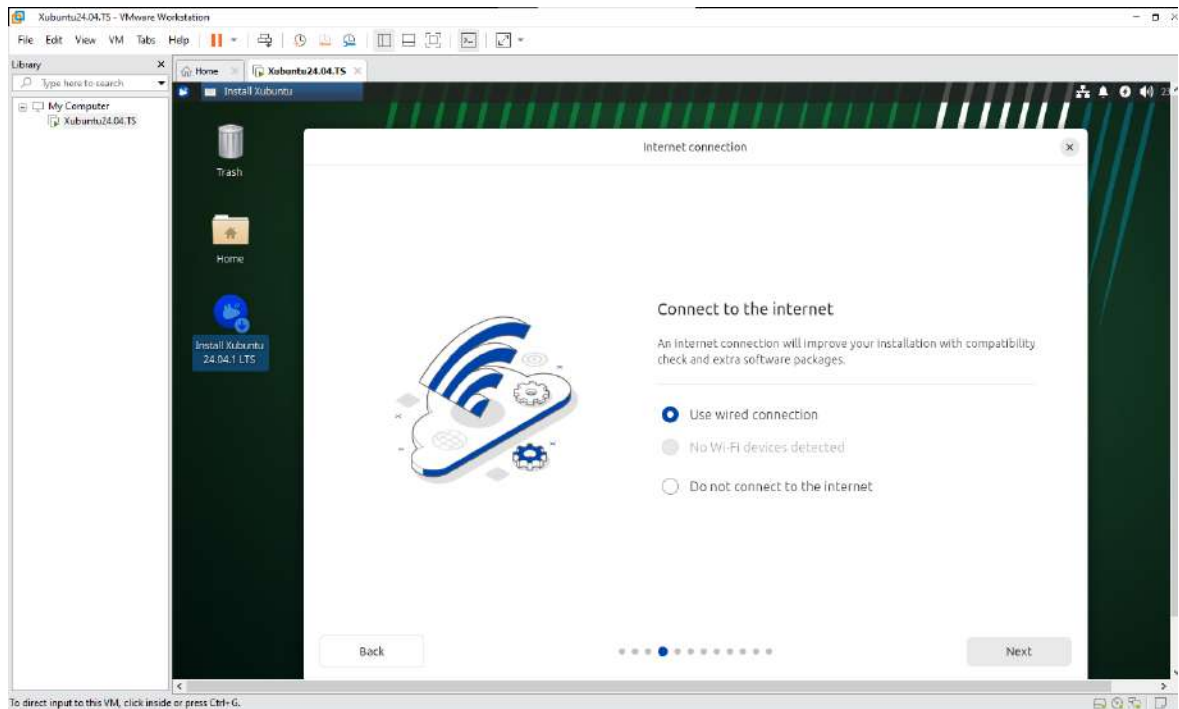 Xubuntu24.04.TS - VMware Workstation
File Edit View VM Tabs Help
Library
Type here to search
My Computer
Xubuntu24.04.TS
Home
Xubuntu24.04.TS
Install Xubuntu
Trash
Home
Install Xubuntu
24.04.1 LTS
Internet connection
Connect to the internet
An internet connection will improve your installation with compatibility
check and extra software packages.
Use wired connection
No Wi-Fi devices detected
Do not connect to the internet
Back
Next
To direct input to this VM, click inside or press Ctrl+G.